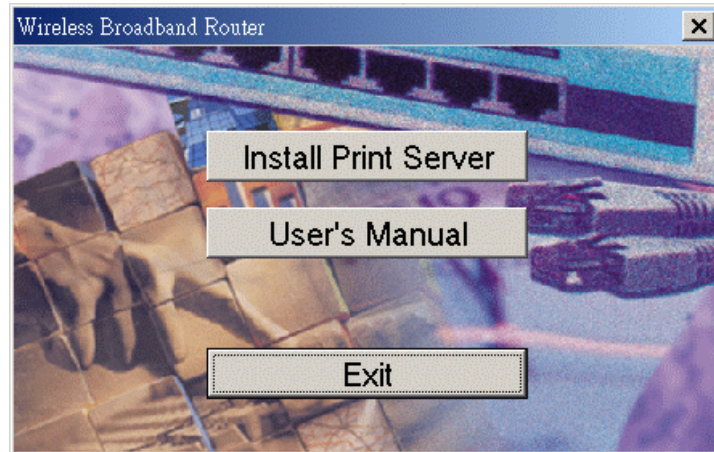 Wireless Broadband Router
Install Print Server
User's Manual
Exit